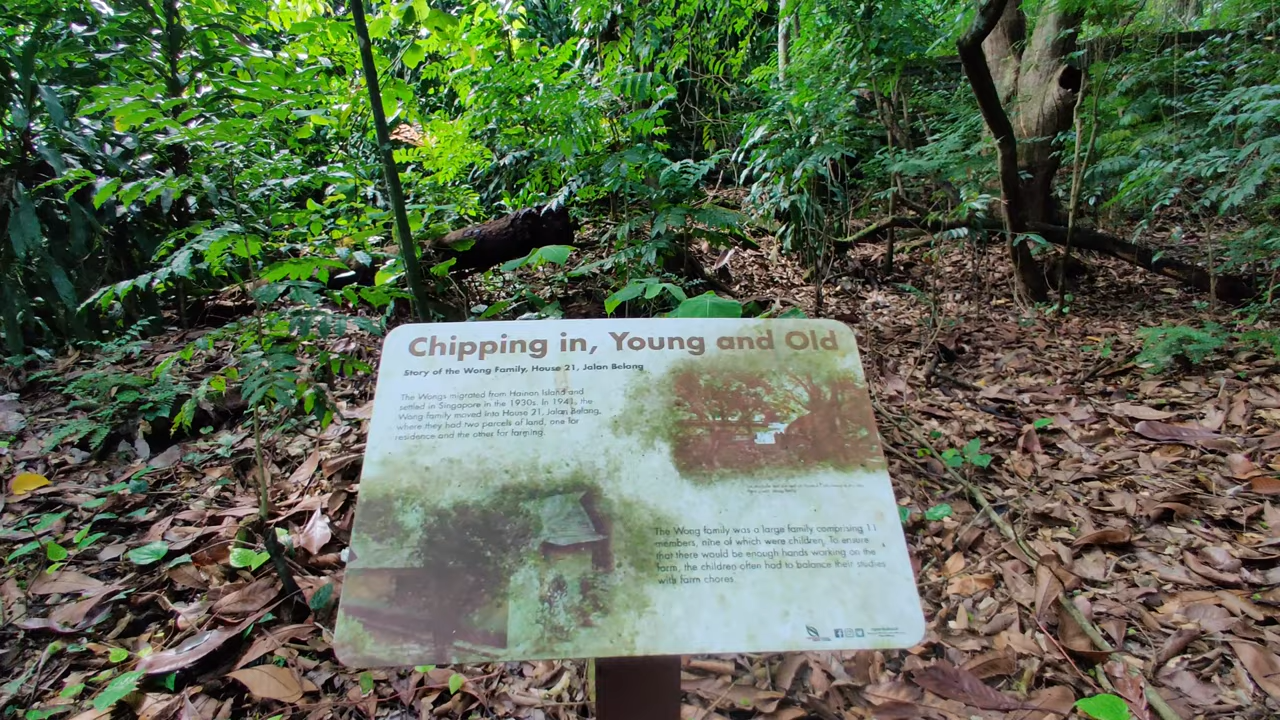 Chipping in, Young and Old
Story of the Wong Family, House 21, Jalan Belang
The Wongs migrated from Hainan Island and
settled in Singapore in the 1930s. In 1941, the
Wong family moved into House 21, Jalan Belang,
where they had two parcels of land, one for
residence and the other for farming.
The Wong family was a large family comprising 11
members, nine of which were children. To ensure
that there would be enough hands working on the
farm, the children often had to balance their studies
with farm chores.